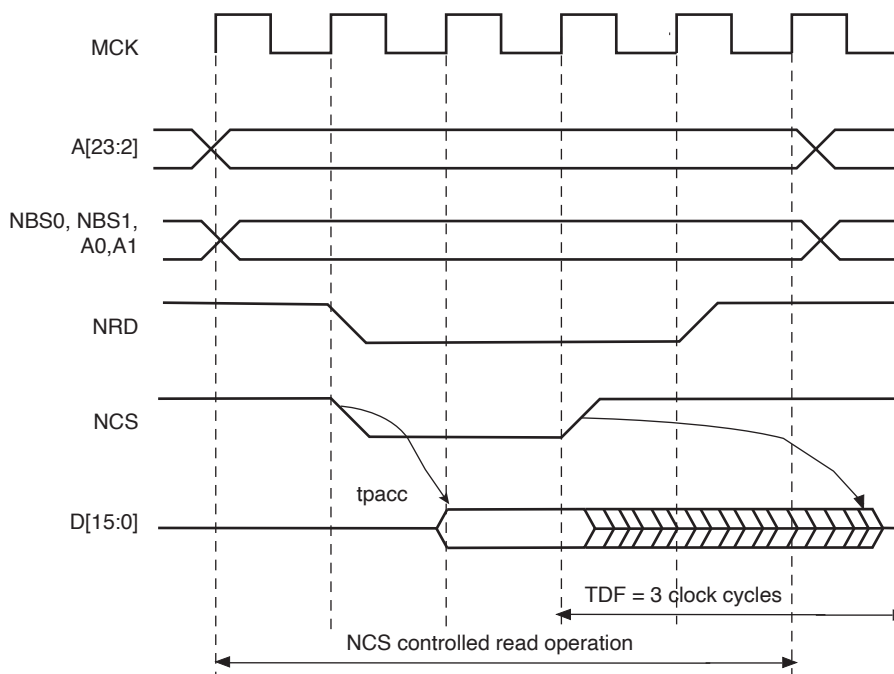 MCK
A[23:2]
NBS0, NBS1,
A0,A1
NRD
NCS
tpacc
D[15:0]
TDF = 3 clock cycles
NCS controlled read operation